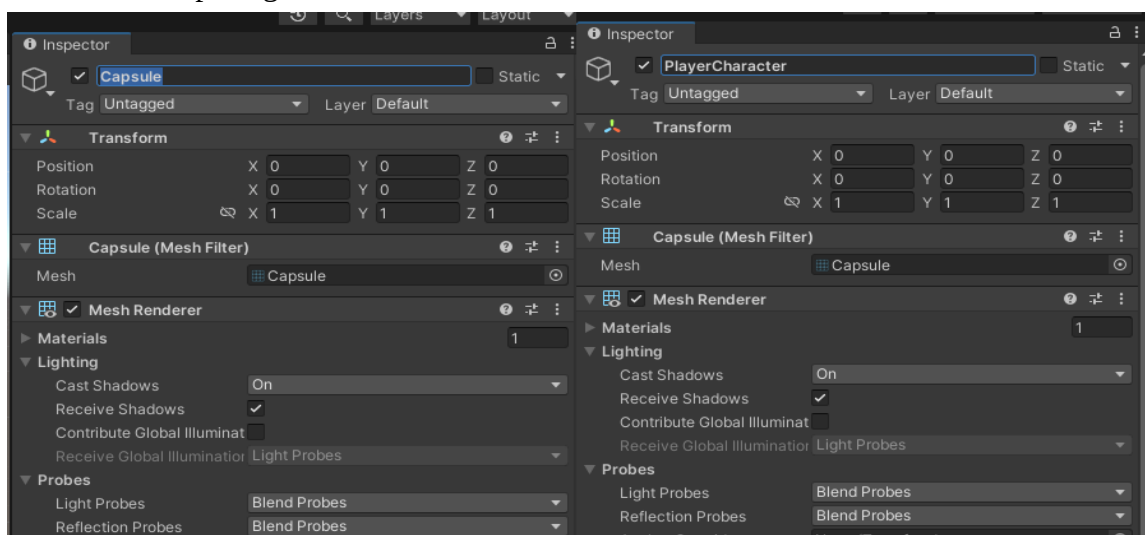 Layers Layout
Inspector
Capsule Static
Tag Untagged Layer Default
Transform
Position X 0 Y 0 Z 0
Rotation X 0 Y 0 Z 0
Scale X 1 Y 1 Z 1
Capsule (Mesh Filter)
Mesh Capsule
Mesh Renderer
Materials 1
Lighting
Cast Shadows On
Receive Shadows
Contribute Global Illuminat
Receive Global Illumination Light Probes
Probes
Light Probes Blend Probes
Reflection Probes Blend Probes
Inspector
PlayerCharacter Static
Tag Untagged Layer Default
Transform
Position X 0 Y 0 Z 0
Rotation X 0 Y 0 Z 0
Scale X 1 Y 1 Z 1
Capsule (Mesh Filter)
Mesh Capsule
Mesh Renderer
Materials 1
Lighting
Cast Shadows On
Receive Shadows
Contribute Global Illuminat
Receive Global Illumination Light Probes
Probes
Light Probes Blend Probes
Reflection Probes Blend Probes